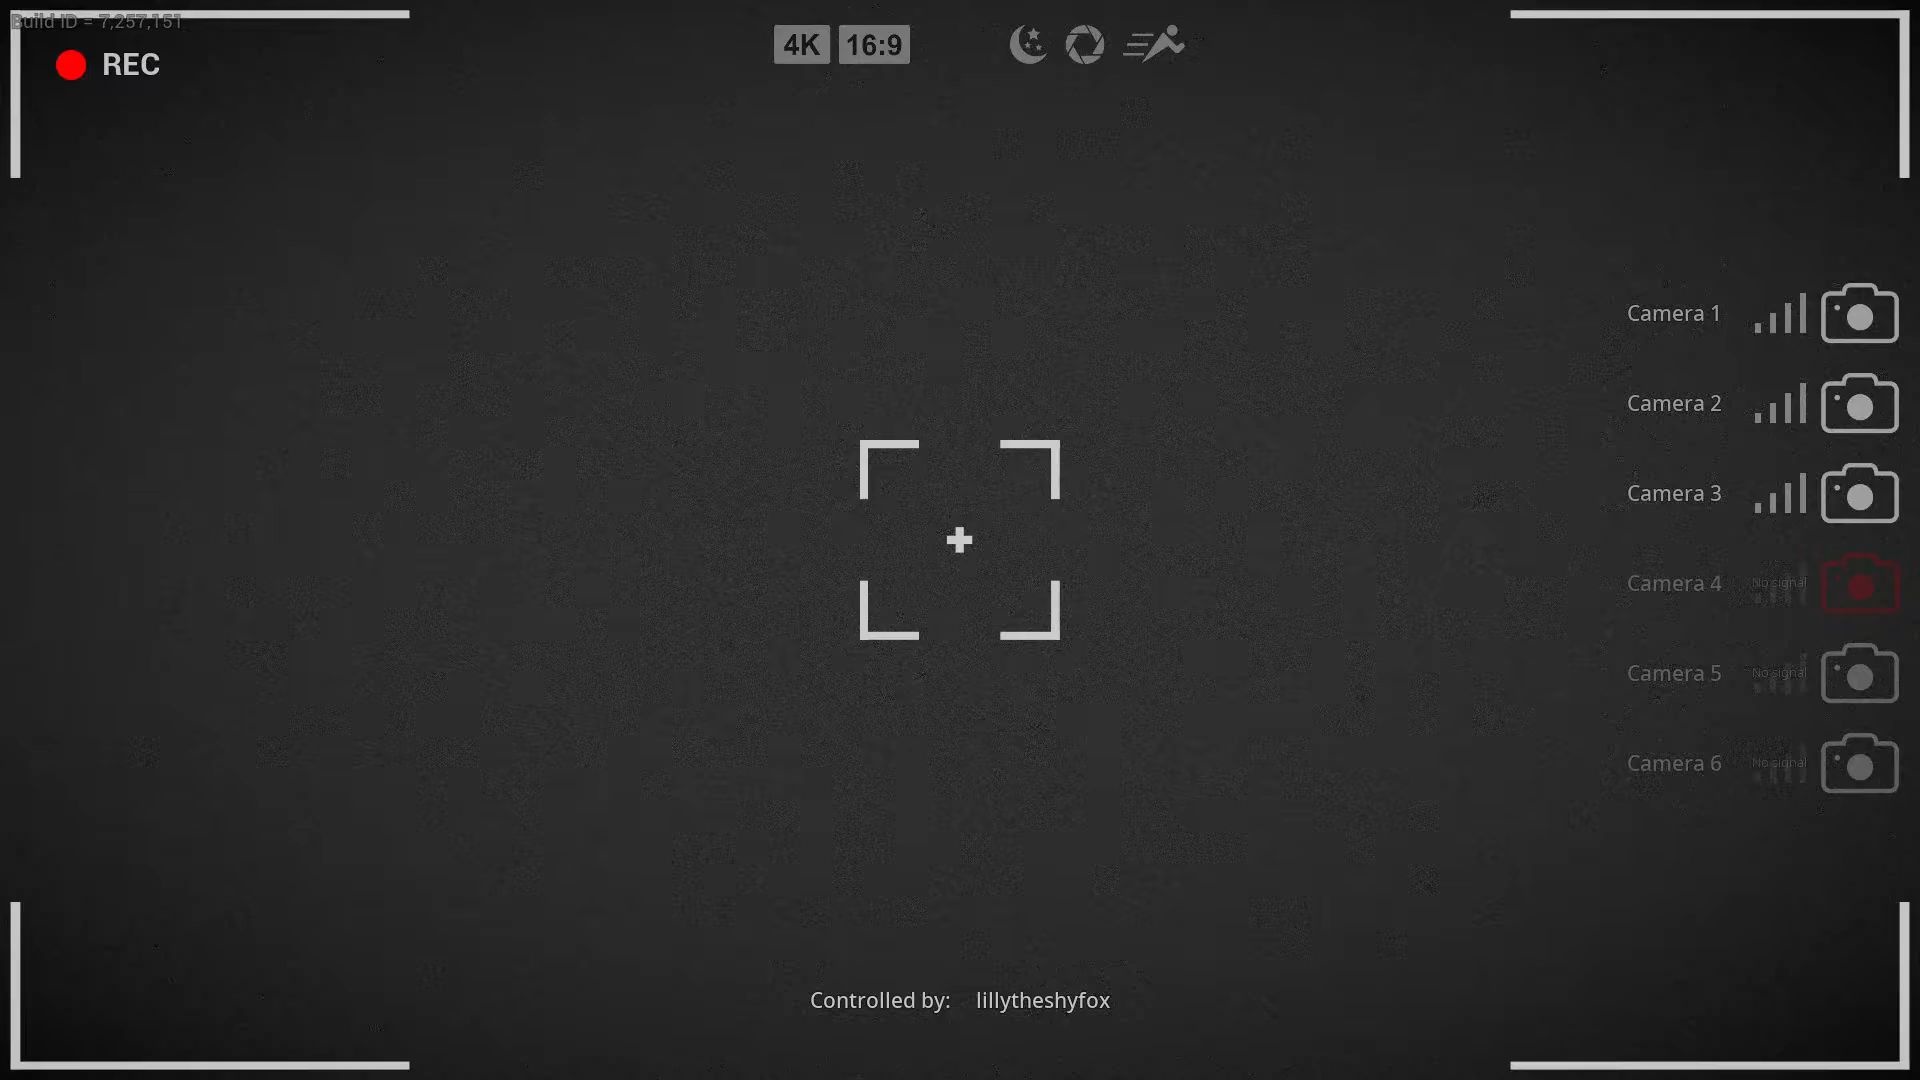 Build ID = 7,257,151
REC
4K 16:9
Camera 1
Camera 2
Camera 3
Camera 4 No signal
Camera 5 No signal
Camera 6 No signal
Controlled by: lillytheshyfox